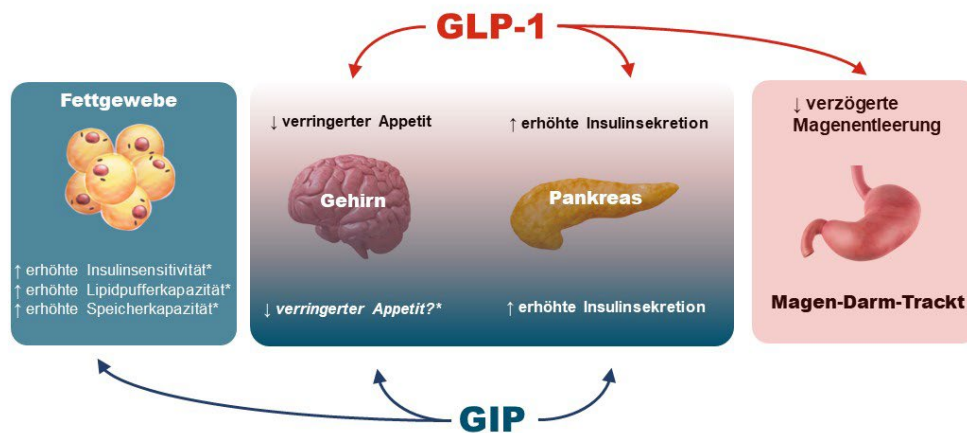 GLP-1
Fettgewebe
↑ erhöhte Insulinsensitivität*
↑ erhöhte Lipidpufferkapazität*
↑ erhöhte Speicherkapazität*
↓ verringerter Appetit
Gehirn
↓ verringerter Appetit?*
↑ erhöhte Insulinsekretion
Pankreas
↑ erhöhte Insulinsekretion
↓ verzögerte
Magenentleerung
Magen-Darm-Trackt
GIP